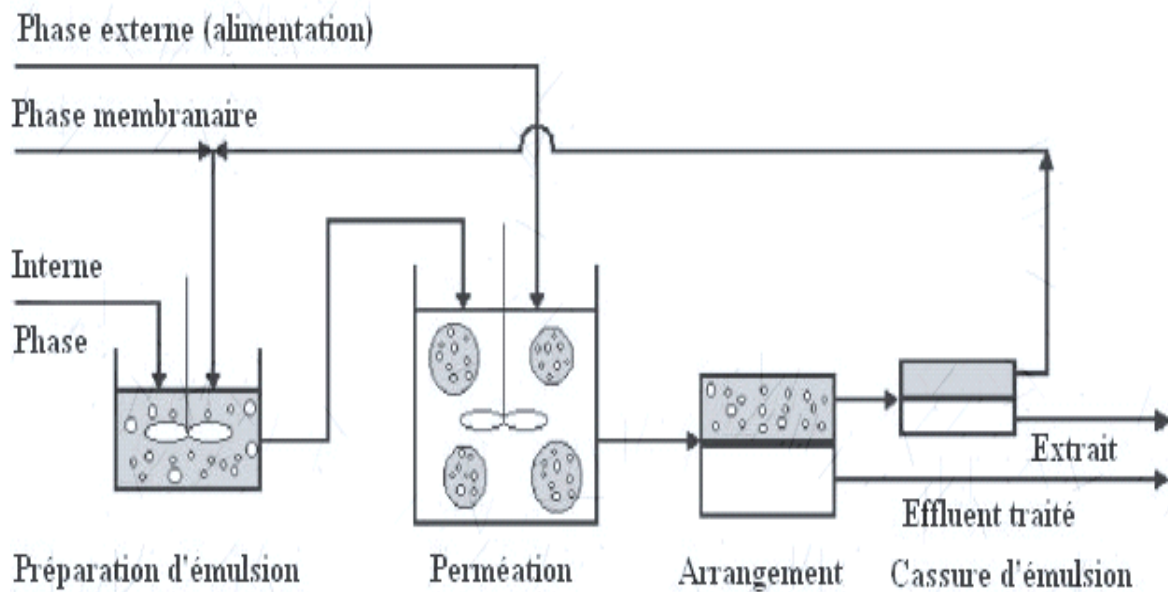 Phase externe (alimentation)
Phase membranaire
Interne
Phase
Extrait
Effluent traité
Préparation d'émulsion
Perméation
Arrangement
Cassure d'émulsion